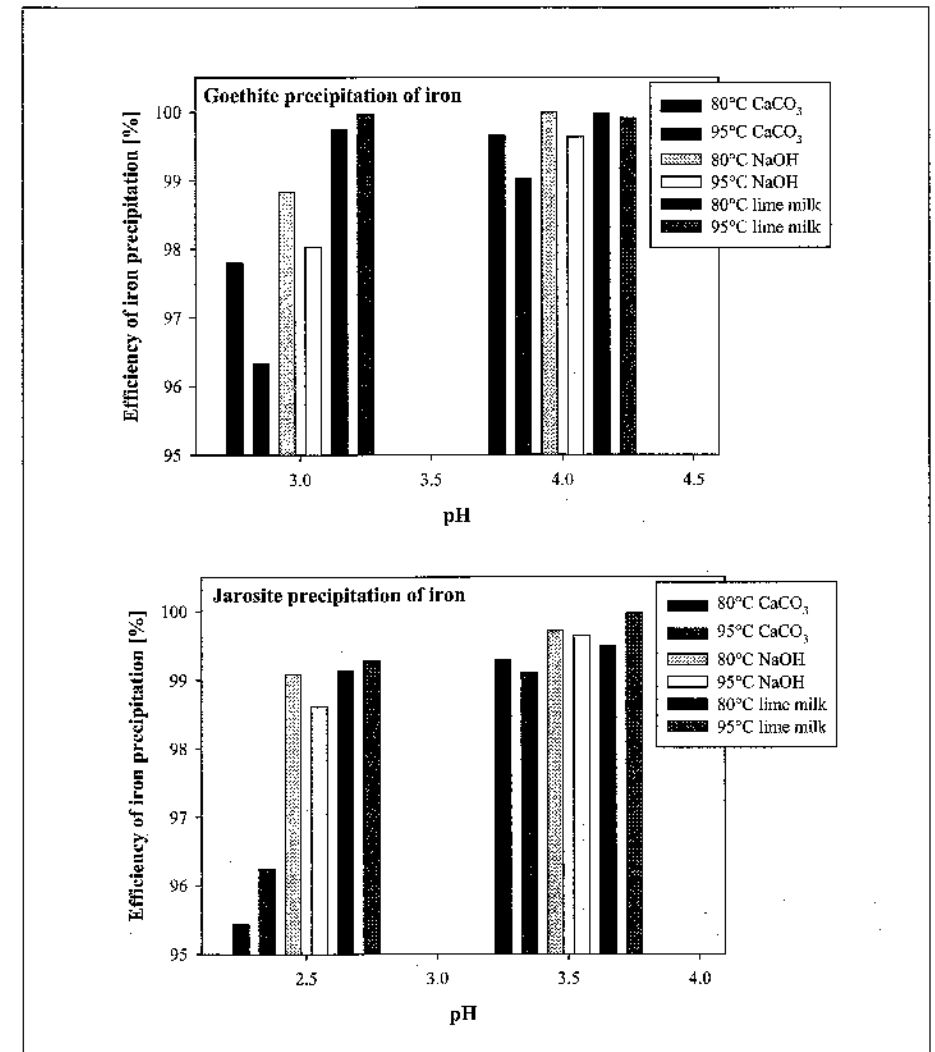 Goethite precipitation of iron
80°C CaCO₃
95°C CaCO₃
80°C NaOH
95°C NaOH
80°C lime milk
95°C lime milk
Efficiency of iron precipitation [%]
100
99
98
97
96
95
3.0
3.5
4.0
4.5
pH
Jarosite precipitation of iron
80°C CaCO₃
95°C CaCO₃
80°C NaOH
95°C NaOH
80°C lime milk
95°C lime milk
Efficiency of iron precipitation [%]
100
99
98
97
96
95
2.5
3.0
3.5
4.0
pH